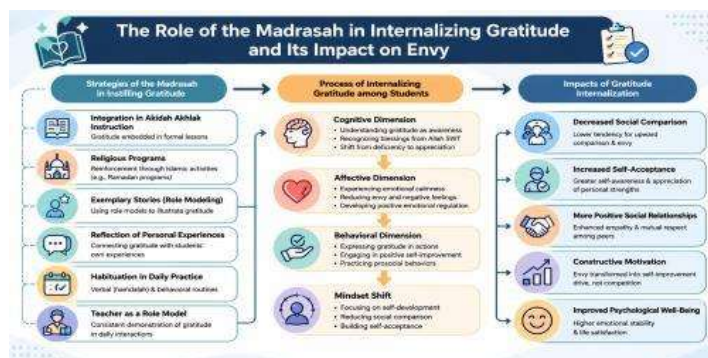 The Role of the Madrasah in Internalizing Gratitude
and Its Impact on Envy
Strategies of the Madrasah
in Instilling Gratitude
Integration in Akidah Akhlak
Instruction
Gratitude embedded in formal lessons
Religious Programs
Reinforcement through Islamic activities
(e.g., Ramadan programs)
Exemplary Stories (Role Modeling)
Using role models to illustrate gratitude
Reflection of Personal Experiences
Connecting gratitude with students'
own experiences
Habituation in Daily Practice
Verbal (hamdalah) & behavioral routines
Teacher as a Role Model
Consistent demonstration of gratitude
in daily interactions
Process of Internalizing
Gratitude among Students
Cognitive Dimension
• Understanding gratitude as awareness
• Recognizing blessings from Allah SWT
• Shift from deficiency to appreciation
Affective Dimension
• Experiencing emotional calmness
• Reducing envy and negative feelings
• Developing positive emotional regulation
Behavioral Dimension
• Expressing gratitude in actions
• Engaging in positive self-improvement
• Practicing prosocial behaviors
Mindset Shift
• Focusing on self-development
• Reducing social comparison
• Building self-acceptance
Impacts of Gratitude
Internalization
Decreased Social Comparison
Lower tendency for upward
comparison & envy
Increased Self-Acceptance
Greater self-awareness & appreciation
of personal strengths
More Positive Social Relationships
Enhanced empathy & mutual respect
among peers
Constructive Motivation
Envy transformed into self-improvement
drive, not competition
Improved Psychological Well-Being
Higher emotional stability
& life satisfaction